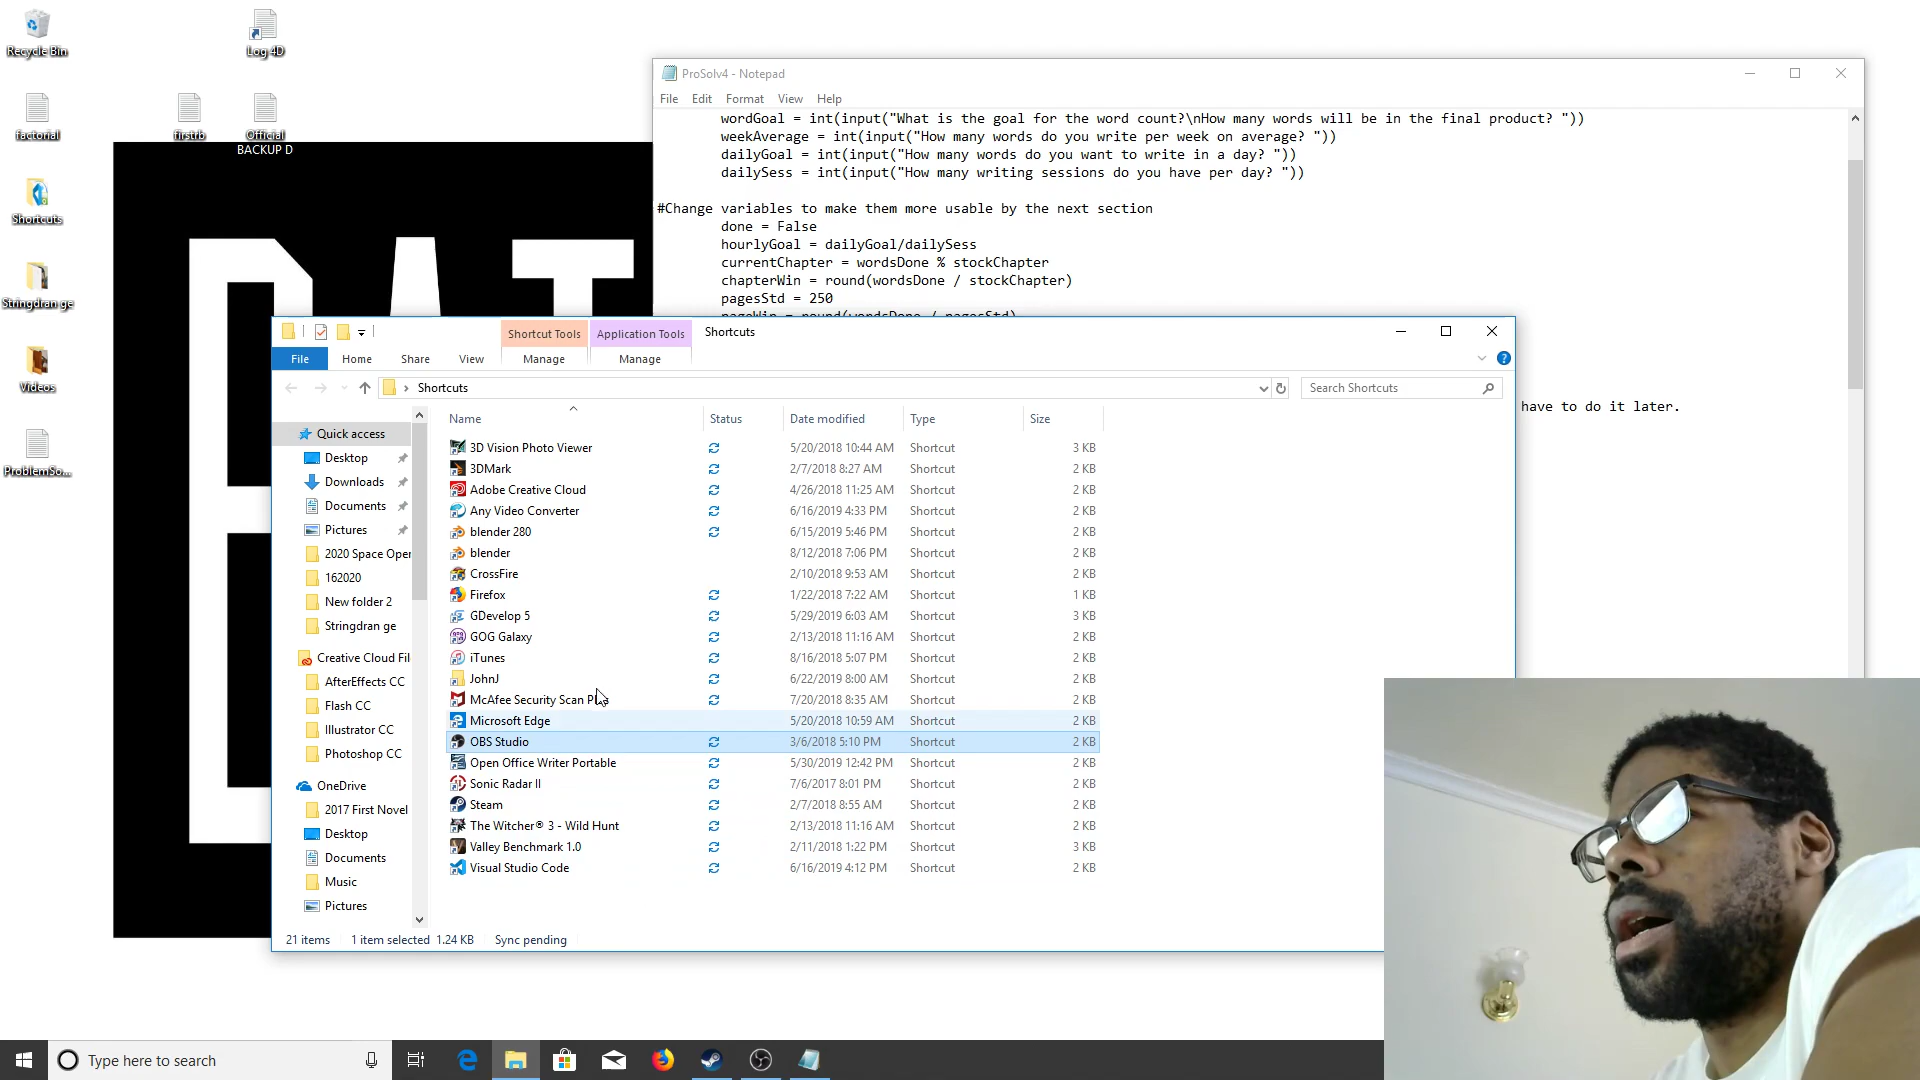 Recycle Bin
Log 4D
factorial
firstrb
Official
BACKUP D
Shortcuts
Stringdran ge
Videos
ProblemSo...
ProSolv4 - Notepad
File Edit Format View Help
wordGoal = int(input("What is the goal for the word count?\nHow many words will be in the final product? "))
weekAverage = int(input("How many words do you write per week on average? "))
dailyGoal = int(input("How many words do you want to write in a day? "))
dailySess = int(input("How many writing sessions do you have per day? "))
#Change variables to make them more usable by the next section
done = False
hourlyGoal = dailyGoal/dailySess
currentChapter = wordsDone % stockChapter
chapterWin = round(wordsDone / stockChapter)
pagesStd = 250
pageWin = round(wordsDone / pagesStd)
have to do it later.
Shortcut Tools Application Tools Shortcuts
File Home Share View Manage Manage
Shortcuts
Search Shortcuts
Name Status Date modified Type Size
Quick access
Desktop
Downloads
Documents
Pictures
2020 Space Oper
162020
New folder 2
Stringdran ge
Creative Cloud Fil
AfterEffects CC
Flash CC
Illustrator CC
Photoshop CC
OneDrive
2017 First Novel
Desktop
Documents
Music
Pictures
3D Vision Photo Viewer 5/20/2018 10:44 AM Shortcut 3 KB
3DMark 2/7/2018 8:27 AM Shortcut 2 KB
Adobe Creative Cloud 4/26/2018 11:25 AM Shortcut 2 KB
Any Video Converter 6/16/2019 4:33 PM Shortcut 2 KB
blender 280 6/15/2019 5:46 PM Shortcut 2 KB
blender 8/12/2018 7:06 PM Shortcut 2 KB
CrossFire 2/10/2018 9:53 AM Shortcut 2 KB
Firefox 1/22/2018 7:22 AM Shortcut 1 KB
GDevelop 5 5/29/2019 6:03 AM Shortcut 3 KB
GOG Galaxy 2/13/2018 11:16 AM Shortcut 2 KB
iTunes 8/16/2018 5:07 PM Shortcut 2 KB
JohnJ 6/22/2019 8:00 AM Shortcut 2 KB
McAfee Security Scan 7/20/2018 8:35 AM Shortcut 2 KB
Microsoft Edge 5/20/2018 10:59 AM Shortcut 2 KB
OBS Studio 3/6/2018 5:10 PM Shortcut 2 KB
Open Office Writer Portable 5/30/2019 12:42 PM Shortcut 2 KB
Sonic Radar II 7/6/2017 8:01 PM Shortcut 2 KB
Steam 2/7/2018 8:55 AM Shortcut 2 KB
The Witcher® 3 - Wild Hunt 2/13/2018 11:16 AM Shortcut 2 KB
Valley Benchmark 1.0 2/11/2018 1:22 PM Shortcut 3 KB
Visual Studio Code 6/16/2019 4:12 PM Shortcut 2 KB
21 items 1 item selected 1.24 KB Sync pending
Type here to search